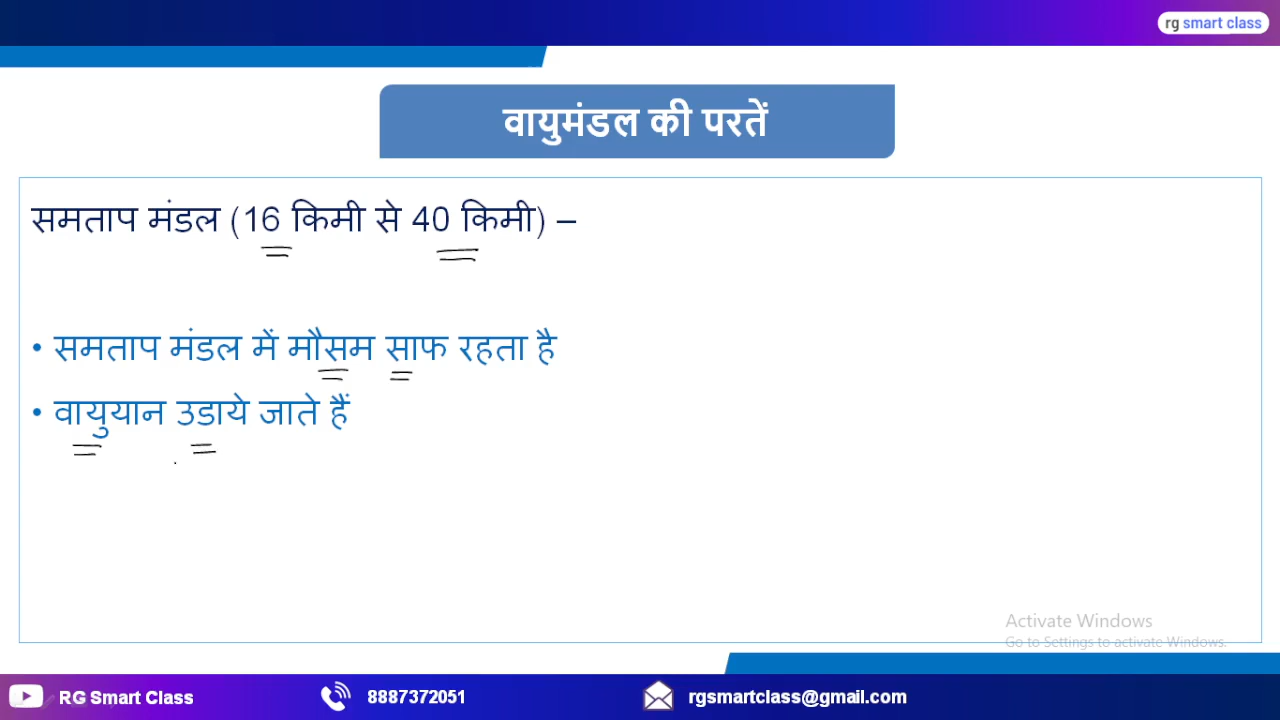 rg smart class
वायुमंडल की परतें
समताप मंडल (16 किमी से 40 किमी) –
• समताप मंडल में मौसम साफ रहता है
• वायुयान उडाये जाते हैं
Activate Windows
Go to Settings to activate Windows.
RG Smart Class 8887372051 rgsmartclass@gmail.com